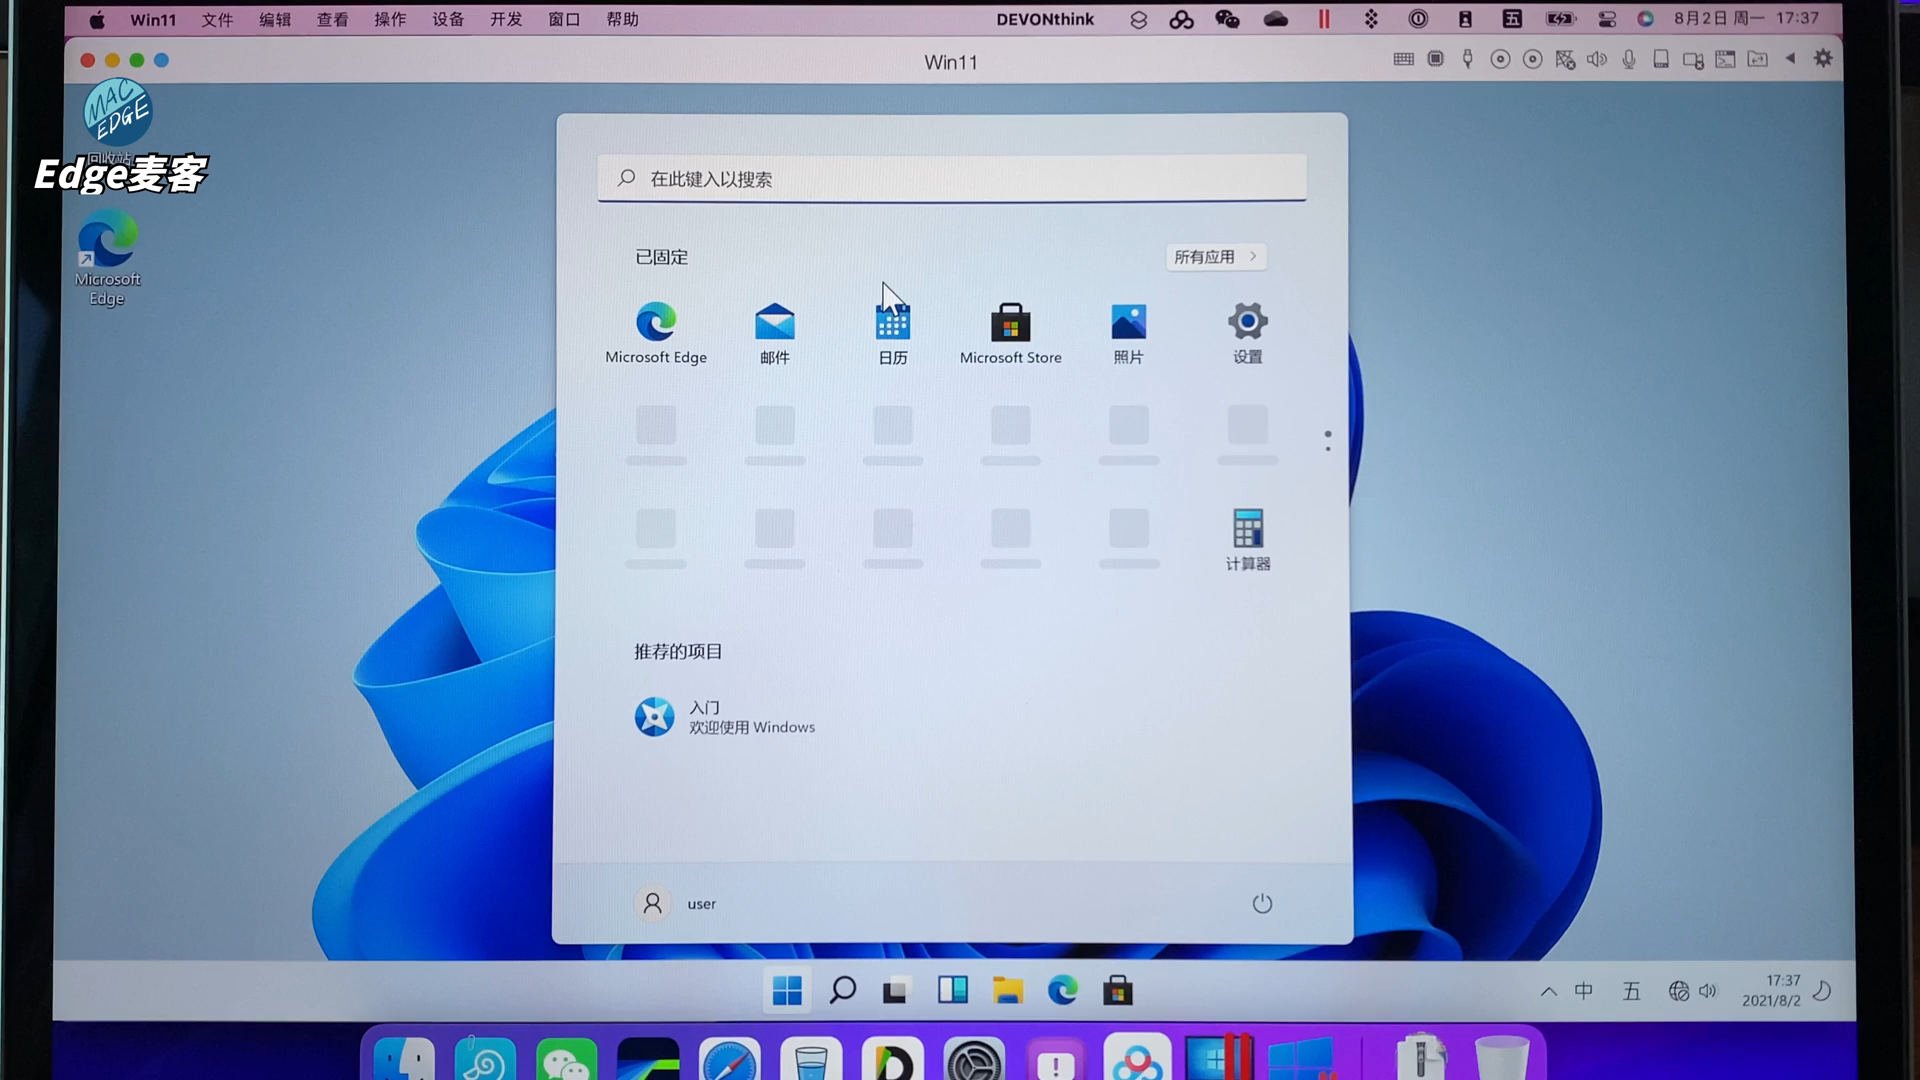 Win11 文件 编辑 查看 操作 设备 开发 窗口 帮助 DEVONthink 五 8月2日 周一 17:37
Win11
MAC EDGE
回收站
Edge麦客
Microsoft Edge
在此键入以搜索
已固定
所有应用
Microsoft Edge 邮件 日历 Microsoft Store 照片 设置
计算器
推荐的项目
入门
欢迎使用 Windows
user
中 五 17:37
2021/8/2